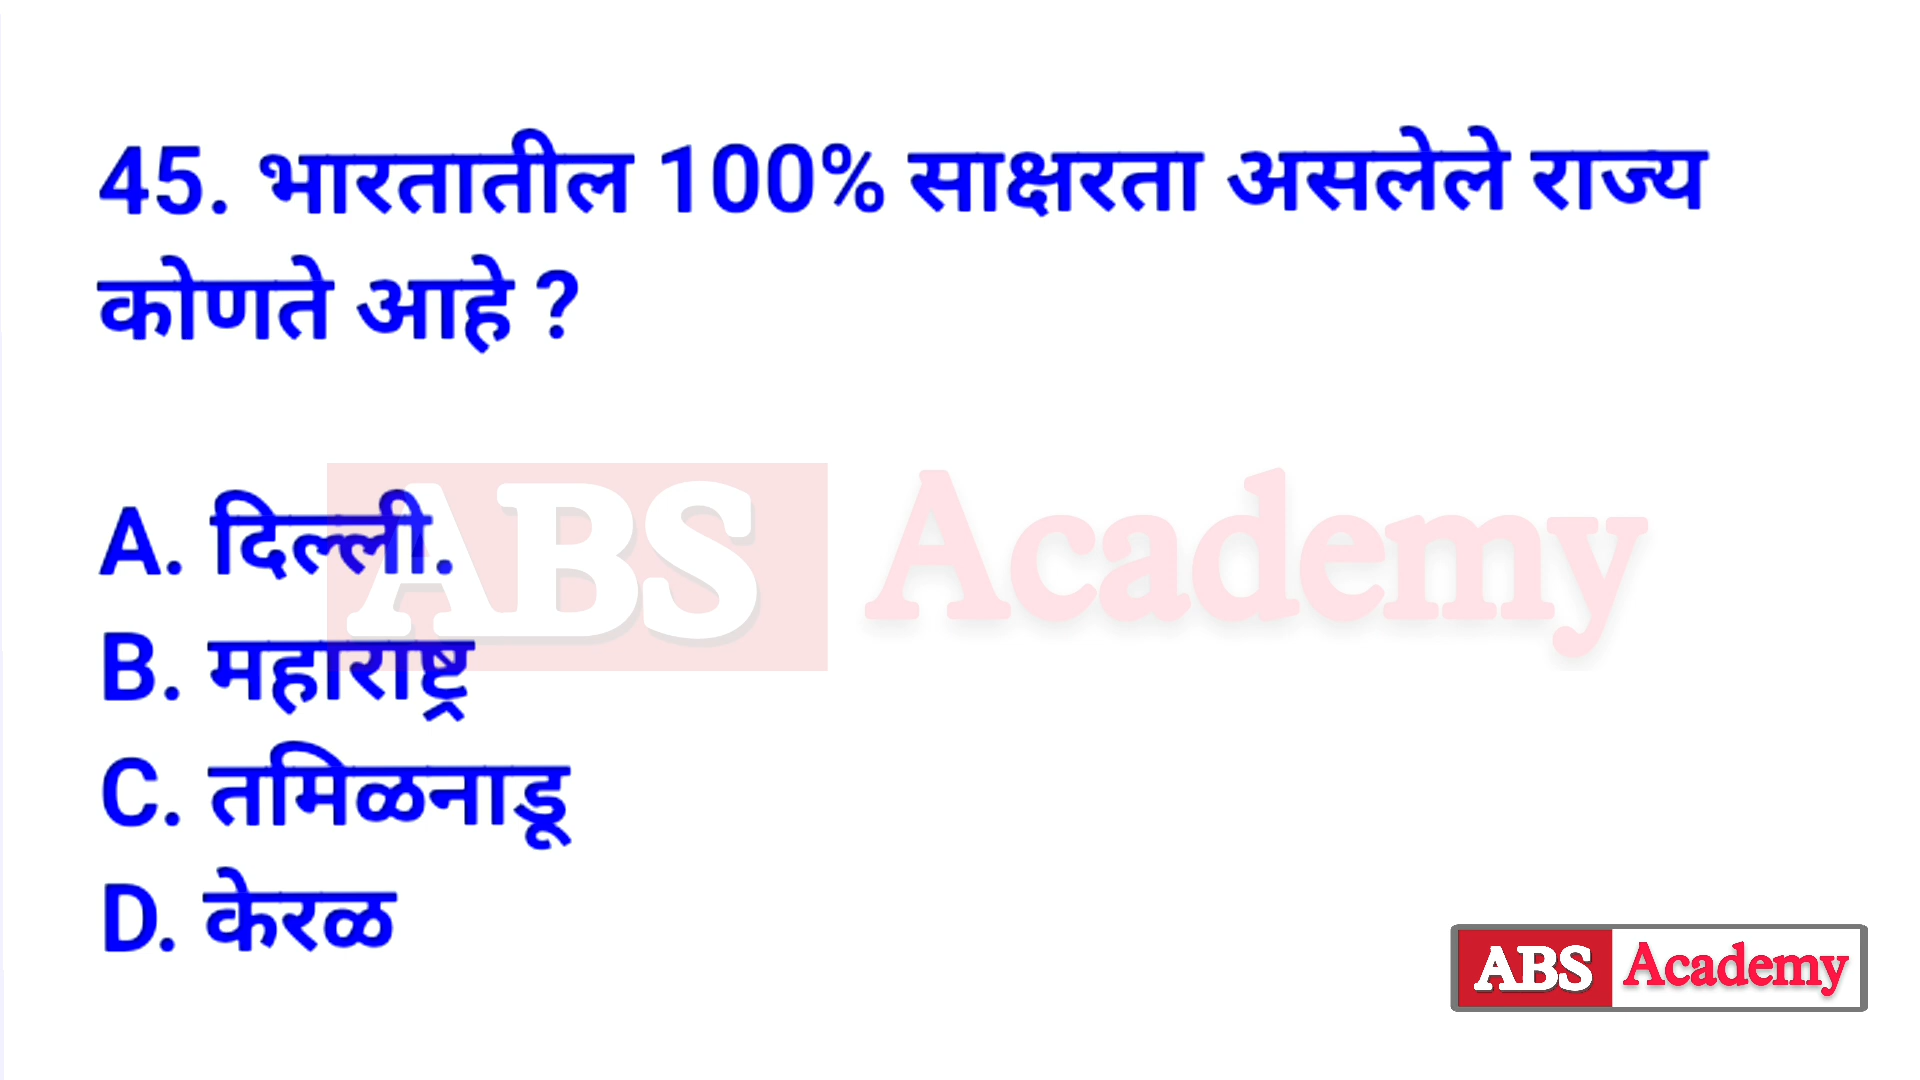 45. भारतातील 100% साक्षरता असलेले राज्य
कोणते आहे ?
A. दिल्ली.
B. महाराष्ट्र
C. तमिळनाडू
D. केरळ
ABS Academy
ABS Academy